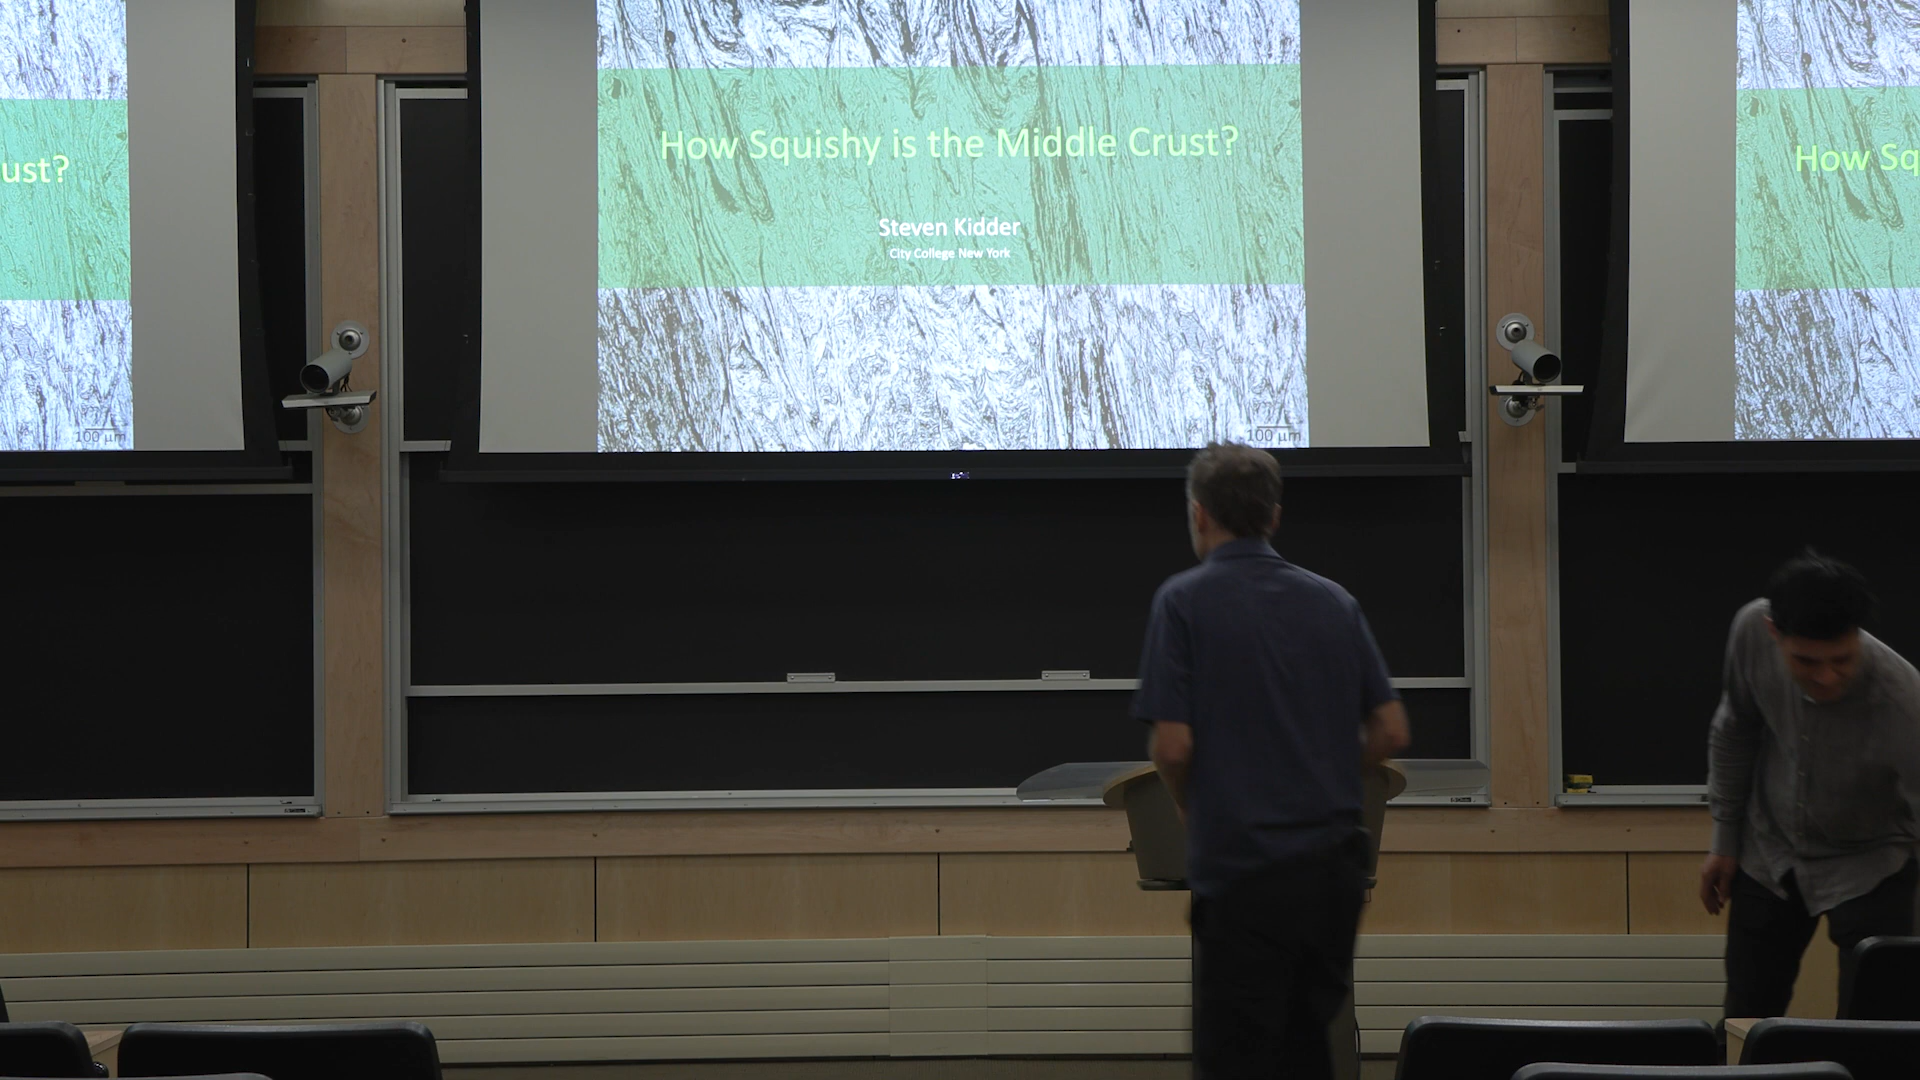 ust?
100 µm
How Squishy is the Middle Crust?
Steven Kidder
City College New York
100 µm
How Sq